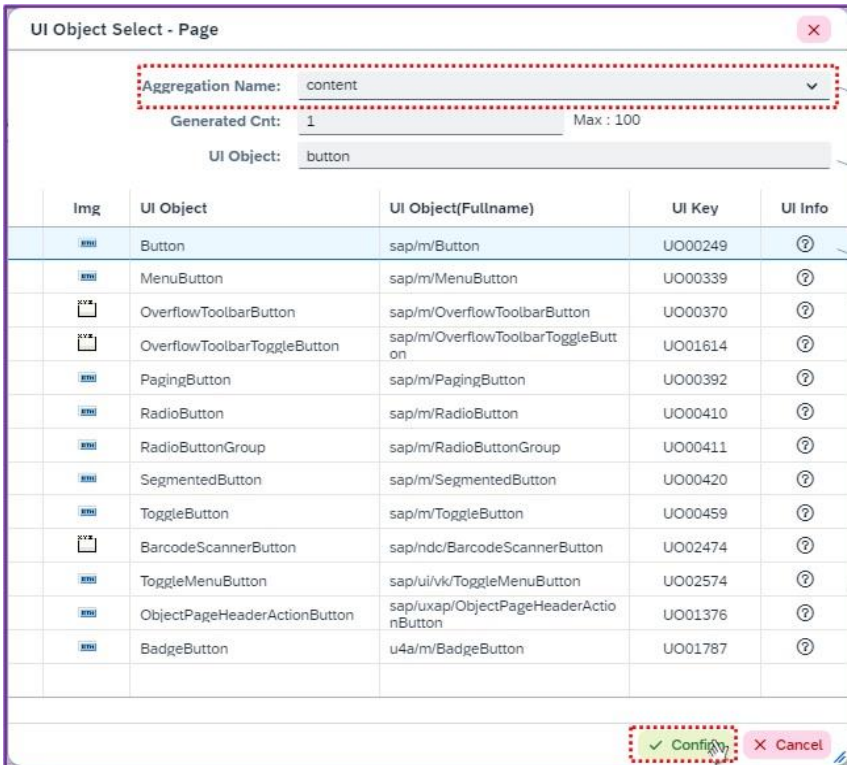 UI Object Select - Page
Aggregation Name: content
Generated Cnt: 1 Max : 100
UI Object: button
Img UI Object UI Object(Fullname) UI Key UI Info
Button sap/m/Button UO00249
MenuButton sap/m/MenuButton UO00339
OverflowToolbarButton sap/m/OverflowToolbarButton UO00370
OverflowToolbarToggleButton sap/m/OverflowToolbarToggleButt
on UO01614
PagingButton sap/m/PagingButton UO00392
RadioButton sap/m/RadioButton UO00410
RadioButtonGroup sap/m/RadioButtonGroup UO00411
SegmentedButton sap/m/SegmentedButton UO00420
ToggleButton sap/m/ToggleButton UO00459
BarcodeScannerButton sap/ndc/BarcodeScannerButton UO02474
ToggleMenuButton sap/ui/vk/ToggleMenuButton UO02574
ObjectPageHeaderActionButton sap/uxap/ObjectPageHeaderActio
nButton UO01376
BadgeButton u4a/m/BadgeButton UO01787
Confirm Cancel